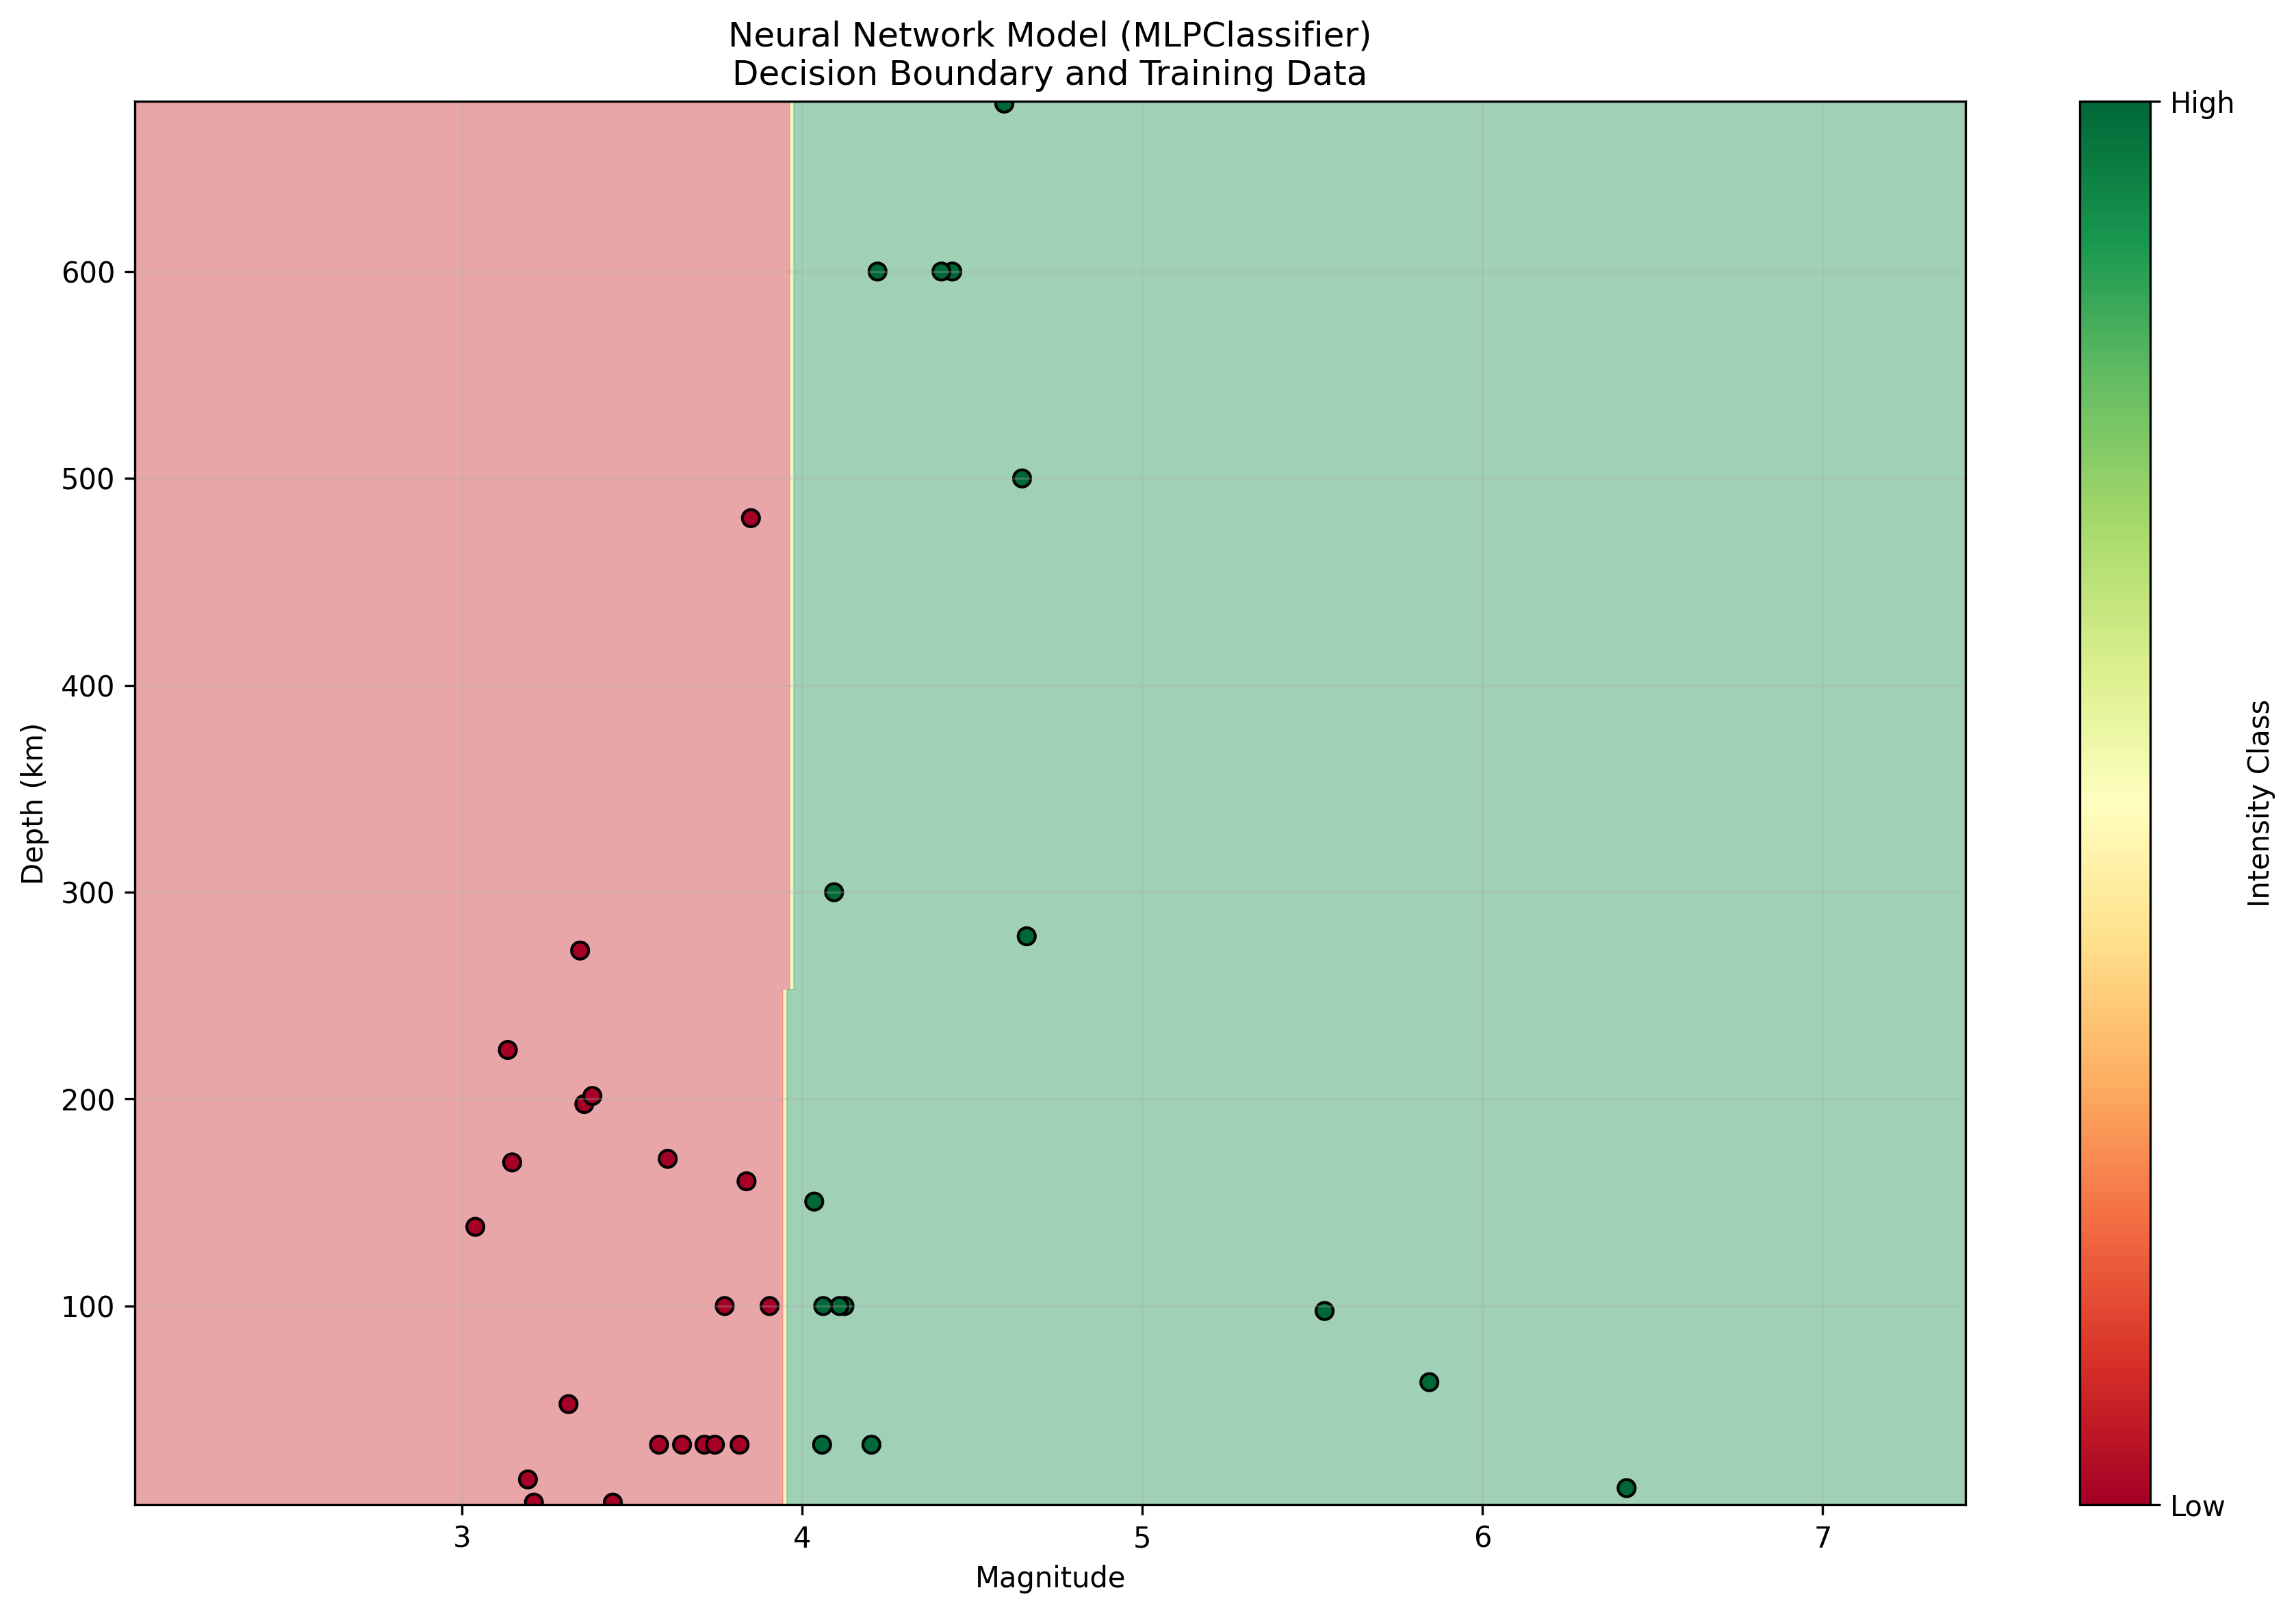 Neural Network Model (MLPClassifier)
Decision Boundary and Training Data
High
600
500
400
300
200
100
Depth (km)
Intensity Class
Low
3
4
5
6
7
Magnitude